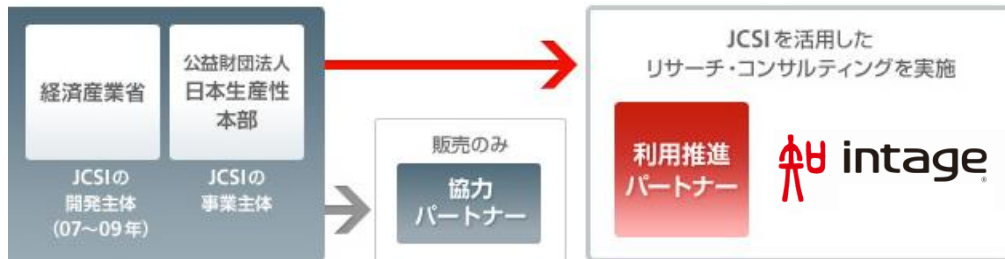 経済産業省
公益財団法人
日本生産性
本部
JCSIの
開発主体
(07～09年)
JCSIの
事業主体
販売のみ
協力
パートナー
JCSIを活用した
リサーチ・コンサルティングを実施
利用推進
パートナー
intage